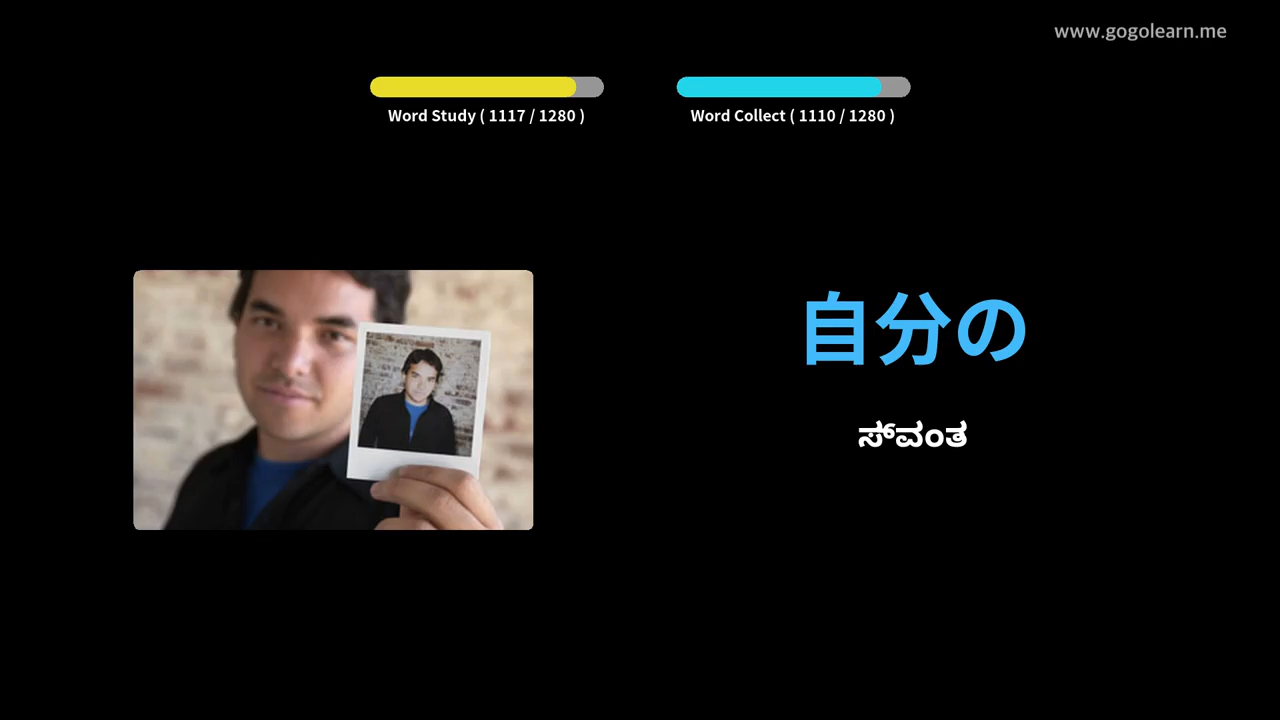 www.gogolearn.me
Word Study ( 1117 / 1280 )
Word Collect ( 1110 / 1280 )
自分の
ಸ್ವಂತ